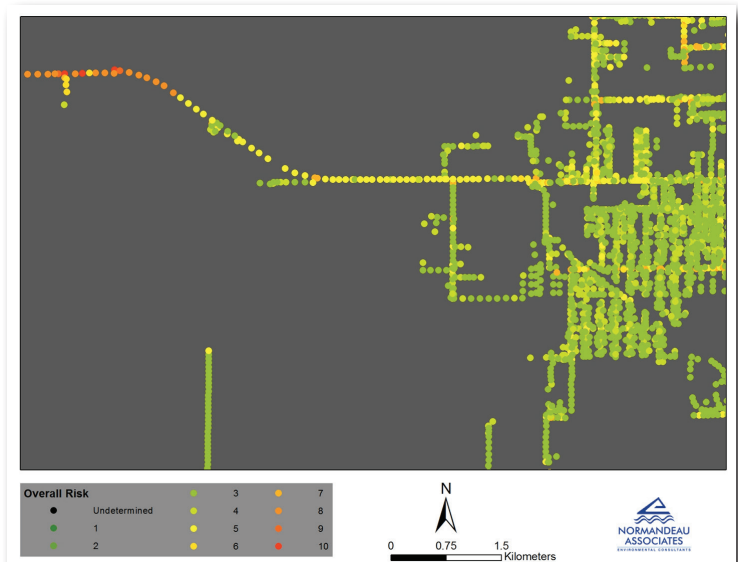 Overall Risk
Undetermined
1
2
3
4
5
6
7
8
9
10
N
0 0.75 1.5
Kilometers
NORMANDEAU
ASSOCIATES
ENVIRONMENTAL CONSULTANTS